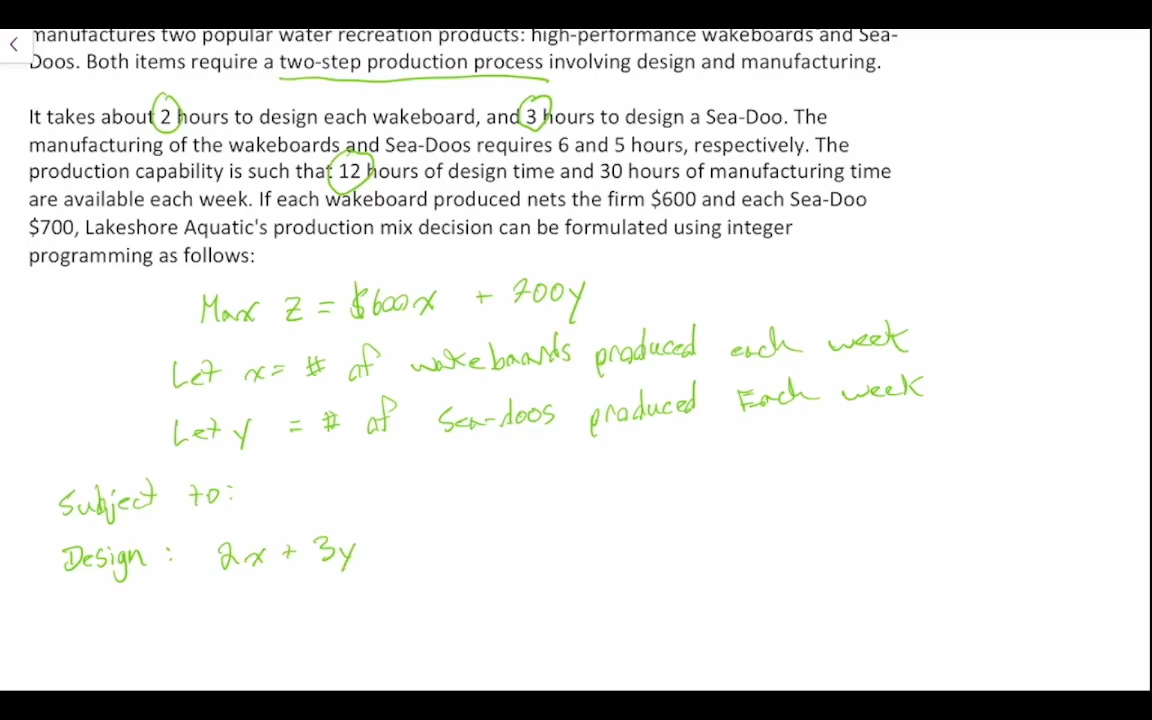 manufactures two popular water recreation products: high-performance wakeboards and Sea-
Doos. Both items require a two-step production process involving design and manufacturing.
It takes about 2 hours to design each wakeboard, and 3 hours to design a Sea-Doo. The
manufacturing of the wakeboards and Sea-Doos requires 6 and 5 hours, respectively. The
production capability is such that 12 hours of design time and 30 hours of manufacturing time
are available each week. If each wakeboard produced nets the firm $600 and each Sea-Doo
$700, Lakeshore Aquatic's production mix decision can be formulated using integer
programming as follows:
Max Z = $600x + 700y
Let x = # of wakeboards produced each week
Let y = # of Sea-doos produced Each week
Subject to:
Design : 2x + 3y